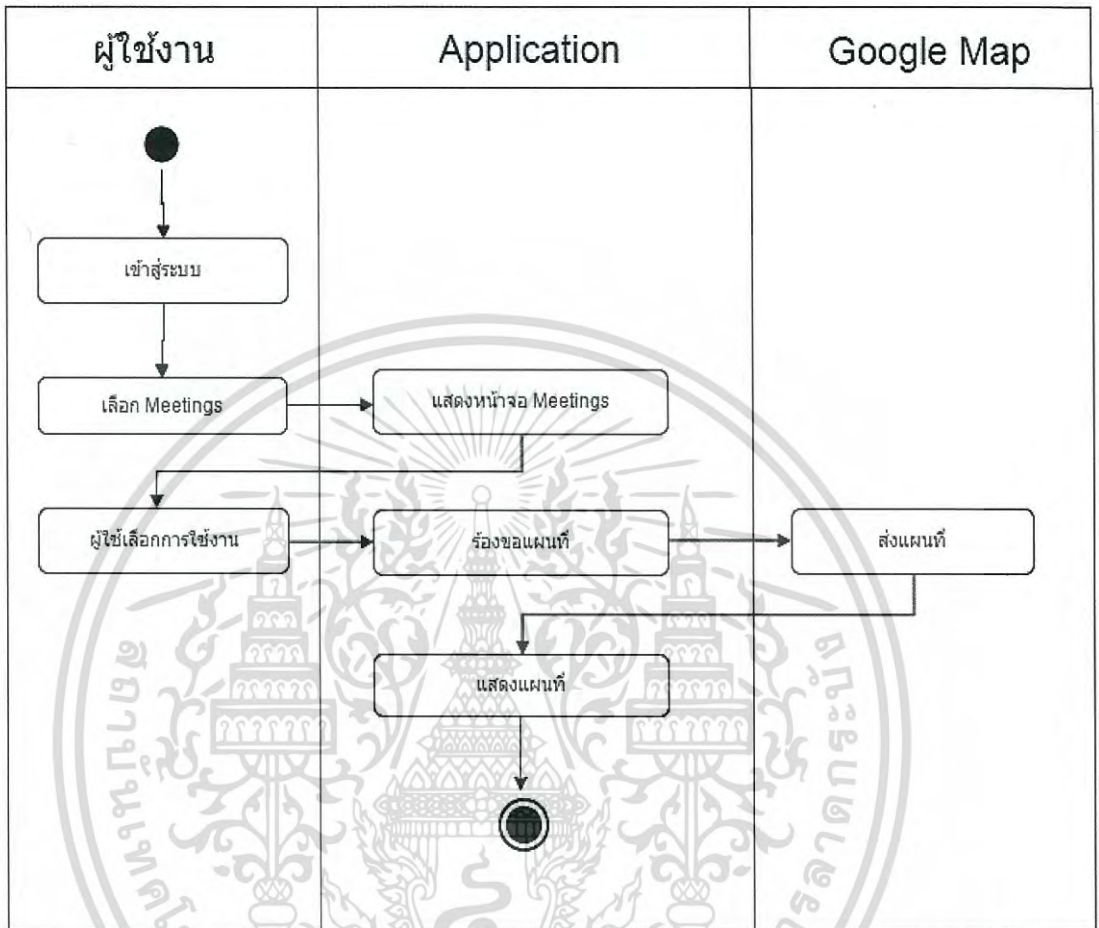 ผู้ใช้งาน
Application
Google Map
เข้าสู่ระบบ
เลือก Meetings
แสดงหน้าจอ Meetings
ผู้ใช้เลือกการใช้งาน
ร้องขอแผนที่
ส่งแผนที่
แสดงแผนที่